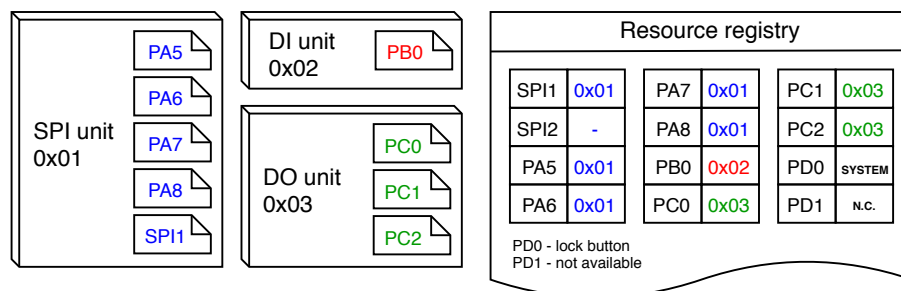 SPI unit
0x01
PA5
PA6
PA7
PA8
SPI1
DI unit
0x02
PB0
DO unit
0x03
PC0
PC1
PC2
Resource registry
SPI1 0x01 PA7 0x01 PC1 0x03
SPI2 - PA8 0x01 PC2 0x03
PA5 0x01 PB0 0x02 PD0 SYSTEM
PA6 0x01 PC0 0x03 PD1 N.C.
PD0 - lock button
PD1 - not available